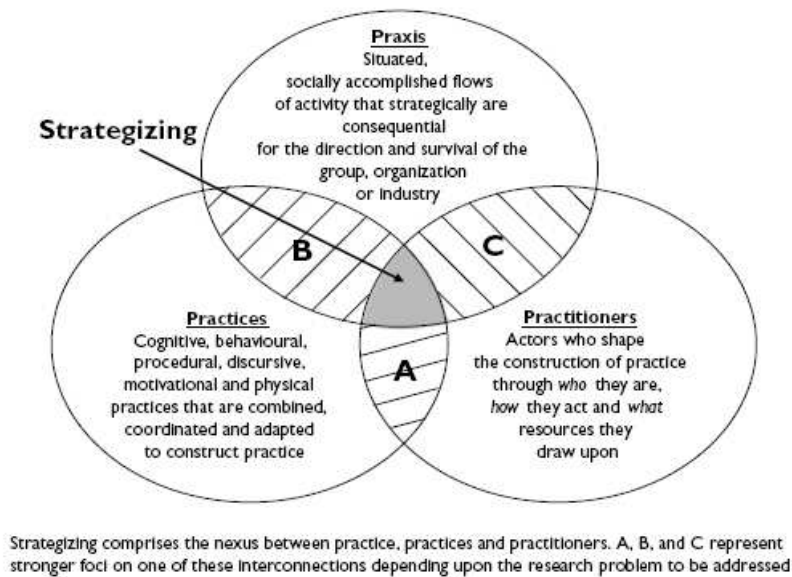 Praxis
Situated,
socially accomplished flows
of activity that strategically are
consequential
for the direction and survival of the
group, organization
or industry
Strategizing
B
C
Practices
Cognitive, behavioural,
procedural, discursive,
motivational and physical
practices that are combined,
coordinated and adapted
to construct practice
Practitioners
Actors who shape
the construction of practice
through who they are,
how they act and what
resources they
draw upon
A
Strategizing comprises the nexus between practice, practices and practitioners. A, B, and C represent
stronger foci on one of these interconnections depending upon the research problem to be addressed